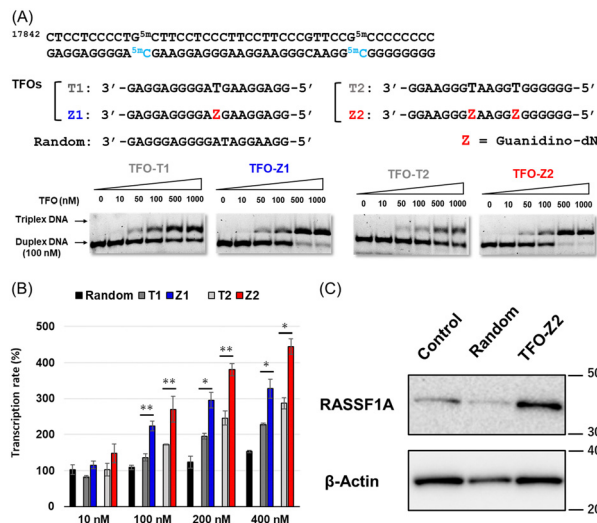 (A)
17842 CTCCTCCCCTG5mCTTCCTCCCTTCCTTCCCGTTCCG5mCCCCCCCC
GAGGAGGGGA5mCGAAGGAGGGAAGGAAGGGCAAGG5mCGGGGGGGG
TFOs
T1: 3′-GAGGAGGGGATGAAGGAGG-5′
T2: 3′-GGAAGGGTAAGGTGGGGGG-5′
Z1: 3′-GAGGAGGGGAZGAAGGAGG-5′
Z2: 3′-GGAAGGGZAAGGZGGGGGG-5′
Random: 3′-GAGGGAGGGGATAGGAAGG-5′
Z = Guanidino-dN
TFO-T1 TFO-Z1 TFO-T2 TFO-Z2
TFO (nM) 0 10 50 100 500 1000 0 10 50 100 500 1000 0 10 50 100 500 1000 0 10 50 100 500 1000
Triplex DNA
Duplex DNA
(100 nM)
(B)
Random T1 Z1 T2 Z2
Transcription rate (%)
500
400
300
200
100
0
** ** * ** * *
10 nM 100 nM 200 nM 400 nM
(C)
Control Random TFO-Z2
RASSF1A
β-Actin
50
30
40
20